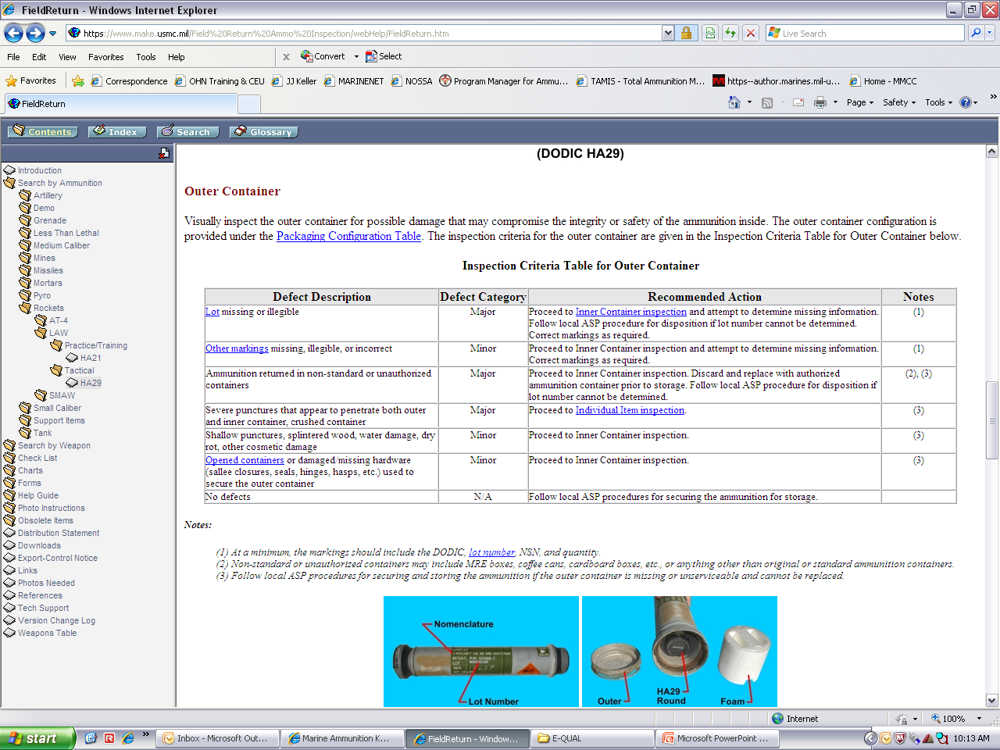 FieldReturn - Windows Internet Explorer
https://www.make.usmc.mil/Field%20Return%20Ammo%20Inspection/webHelp/FieldReturn.htm
Live Search
File Edit View Favorites Tools Help
Convert Select
Favorites Correspondence OHN Training & CEU JJ Keller MARINENET NOSSA Program Manager for Ammu... TAMIS - Total Ammunition M... https--author.marines.mil-u... Home - MMCC
FieldReturn
Page Safety Tools
Contents Index Search Glossary
Introduction
Search by Ammunition
Artillery
Demo
Grenade
Less Than Lethal
Medium Caliber
Mines
Missiles
Mortars
Pyro
Rockets
AT-4
LAW
Practice/Training
HA21
Tactical
HA29
SMAW
Small Caliber
Support Items
Tank
Search by Weapon
Check List
Charts
Forms
Help Guide
Photo Instructions
Obsolete Items
Distribution Statement
Downloads
Export-Control Notice
Links
Photos Needed
References
Tech Support
Version Change Log
Weapons Table
(DODIC HA29)
Outer Container
Visually inspect the outer container for possible damage that may compromise the integrity or safety of the ammunition inside. The outer container configuration is
provided under the Packaging Configuration Table. The inspection criteria for the outer container are given in the Inspection Criteria Table for Outer Container below.
Inspection Criteria Table for Outer Container
Defect Description Defect Category Recommended Action Notes
Lot missing or illegible Major Proceed to Inner Container inspection and attempt to determine missing information. (1)
Follow local ASP procedure for disposition if lot number cannot be determined.
Correct markings as required.
Other markings missing, illegible, or incorrect Minor Proceed to Inner Container inspection and attempt to determine missing information. (1)
Correct markings as required.
Ammunition returned in non-standard or unauthorized Major Proceed to Inner Container inspection. Discard and replace with authorized (2), (3)
containers ammunition container prior to storage. Follow local ASP procedure for disposition if
lot number cannot be determined.
Severe punctures that appear to penetrate both outer Major Proceed to Individual Item inspection. (3)
and inner container, crushed container
Shallow punctures, splintered wood, water damage, dry Minor Proceed to Inner Container inspection. (3)
rot, other cosmetic damage
Opened containers or damaged/missing hardware Minor Proceed to Inner Container inspection. (3)
(sallee closures, seals, hinges, hasps, etc.) used to
secure the outer container
No defects N/A Follow local ASP procedures for securing the ammunition for storage.
Notes:
(1) At a minimum, the markings should include the DODIC, lot number, NSN, and quantity.
(2) Non-standard or unauthorized containers may include MRE boxes, coffee cans, cardboard boxes, etc., or anything other than original or standard ammunition containers.
(3) Follow local ASP procedures for securing and storing the ammunition if the outer container is missing or unserviceable and cannot be replaced.
Nomenclature
1-ROCKET HE 66 MM ANTITANK
M72A7,
LOT
SER:
Lot Number
Outer
HA29
Round
Foam
Internet 100%
start Inbox - Microsoft Out... Marine Ammunition K... FieldReturn - Window... E-QUAL Microsoft PowerPoint ... 10:13 AM